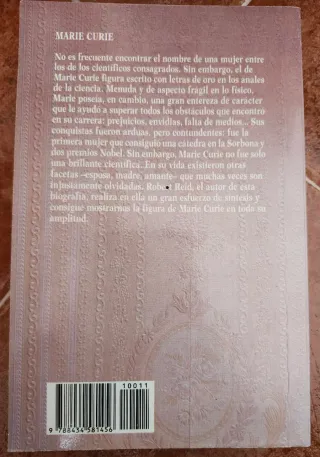 MARIE CURIE
No es frecuente encontrar el nombre de una mujer entre
los de los científicos consagrados. Sin embargo, el de
Marie Curie figura escrito con letras de oro en los anales
de la ciencia. Menuda y de aspecto frágil en lo físico,
Marie poseía, en cambio, una gran entereza de carácter
que le ayudó a superar todos los obstáculos que encontró
en su carrera: prejuicios, envidias, falta de medios... Sus
conquistas fueron arduas, pero contundentes: fue la
primera mujer que consiguió una cátedra en la Sorbona y
dos premios Nobel. Sin embargo, Marie Curie no fue sólo
una brillante científica. En su vida existieron otras
facetas –esposa, madre, amante– que muchas veces son
injustamente olvidadas. Robert Reid, el autor de esta
biografía, realiza en ella un gran esfuerzo de síntesis y
consigue mostrarnos la figura de Marie Curie en toda su
amplitud.
10011
9 788434 581456